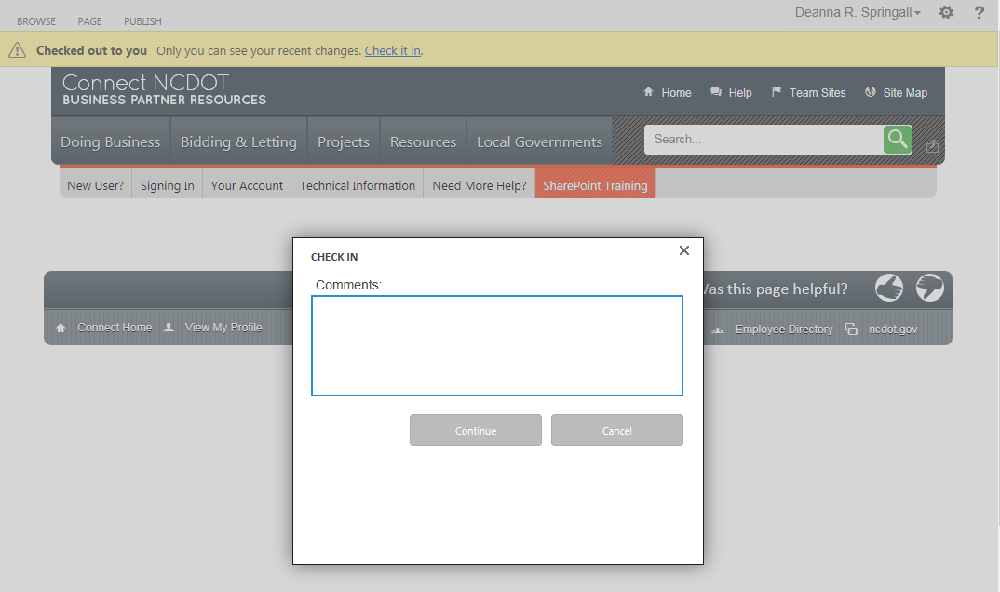 BROWSE PAGE PUBLISH Deanna R. Springall ?
Checked out to you Only you can see your recent changes. Check it in.
Connect NCDOT
BUSINESS PARTNER RESOURCES
Home Help Team Sites Site Map
Doing Business Bidding & Letting Projects Resources Local Governments Search...
New User? Signing In Your Account Technical Information Need More Help? SharePoint Training
CHECK IN
Comments:
Continue Cancel
as this page helpful?
Connect Home View My Profile Employee Directory ncdot.gov